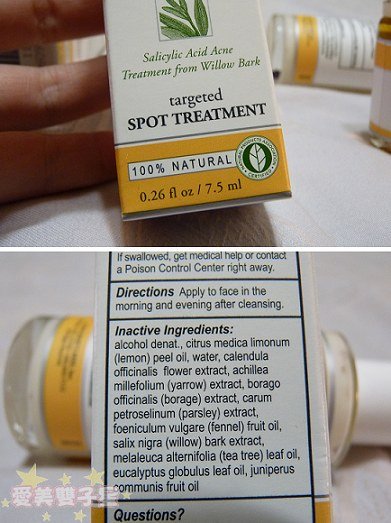 Salicylic Acid Acne
Treatment from Willow Bark
targeted
SPOT TREATMENT
100% NATURAL
CERTIFIED
0.26 fl oz / 7.5 ml
If swallowed, get medical help or contact
a Poison Control Center right away.
Directions Apply to face in the
morning and evening after cleansing.
Inactive Ingredients:
alcohol denat., citrus medica limonum
(lemon) peel oil, water, calendula
officinalis flower extract, achillea
millefolium (yarrow) extract, borago
officinalis (borage) extract, carum
petroselinum (parsley) extract,
foeniculum vulgare (fennel) fruit oil,
salix nigra (willow) bark extract,
melaleuca alternifolia (tea tree) leaf oil,
eucalyptus globulus leaf oil, juniperus
communis fruit oil
Questions?
愛美雙子星